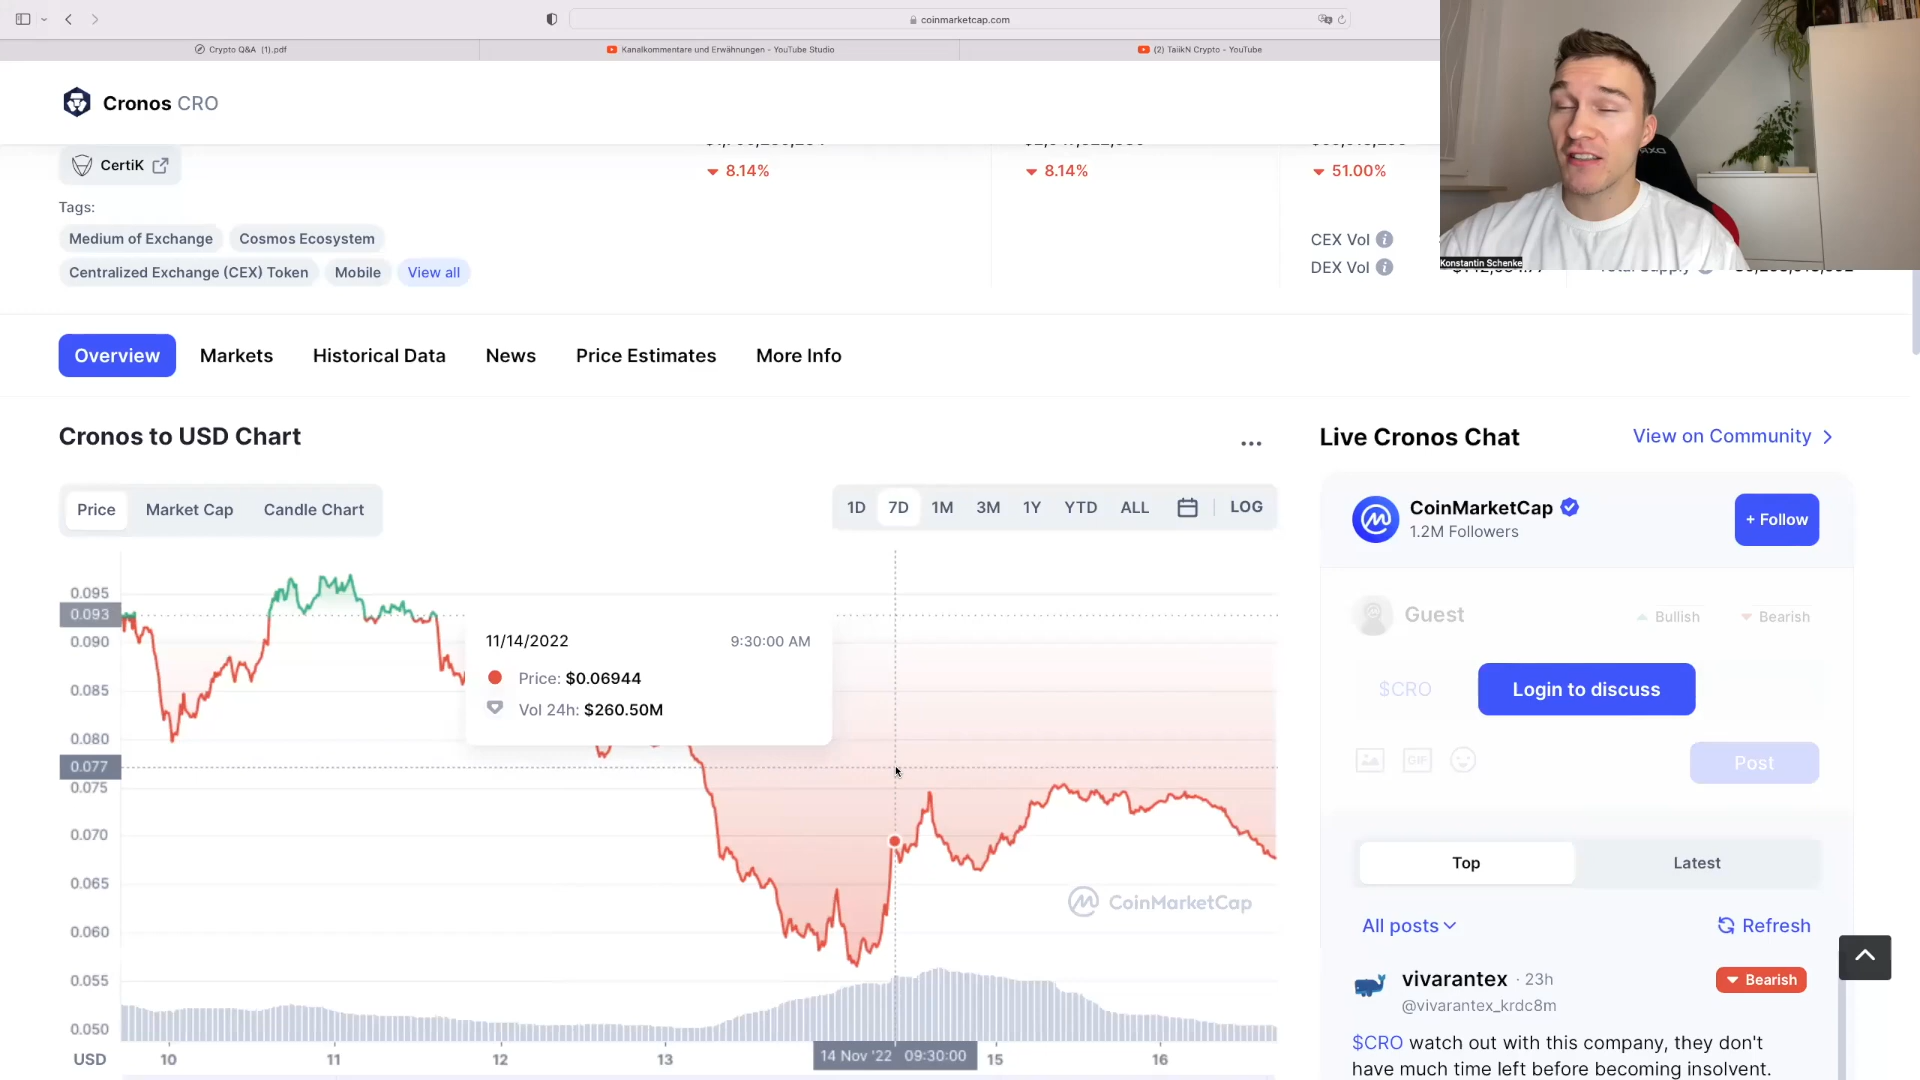 coinmarketcap.com
Crypto Q&A (1).pdf
Kanalkommentare und Erwähnungen - YouTube Studio
(2) TaiikN Crypto - YouTube
Cronos CRO
8.14%
8.14%
51.00%
CertiK
Tags:
Medium of Exchange
Cosmos Ecosystem
Centralized Exchange (CEX) Token
Mobile
View all
CEX Vol
DEX Vol
Konstantin Schenke
Overview
Markets
Historical Data
News
Price Estimates
More Info
Cronos to USD Chart
Price
Market Cap
Candle Chart
1D 7D 1M 3M 1Y YTD ALL LOG
0.095
0.093
0.090
0.085
0.080
0.077
0.075
0.070
0.065
0.060
0.055
0.050
11/14/2022 9:30:00 AM
Price: $0.06944
Vol 24h: $260.50M
CoinMarketCap
USD 10 11 12 13 14 Nov '22 09:30:00 15 16
Live Cronos Chat
View on Community
CoinMarketCap
1.2M Followers
+ Follow
Guest
Bullish
Bearish
$CRO
Login to discuss
GIF
Post
Top
Latest
All posts
Refresh
vivarantex · 23h
Bearish
@vivarantex_krdc8m
$CRO watch out with this company, they don't
have much time left before becoming insolvent.